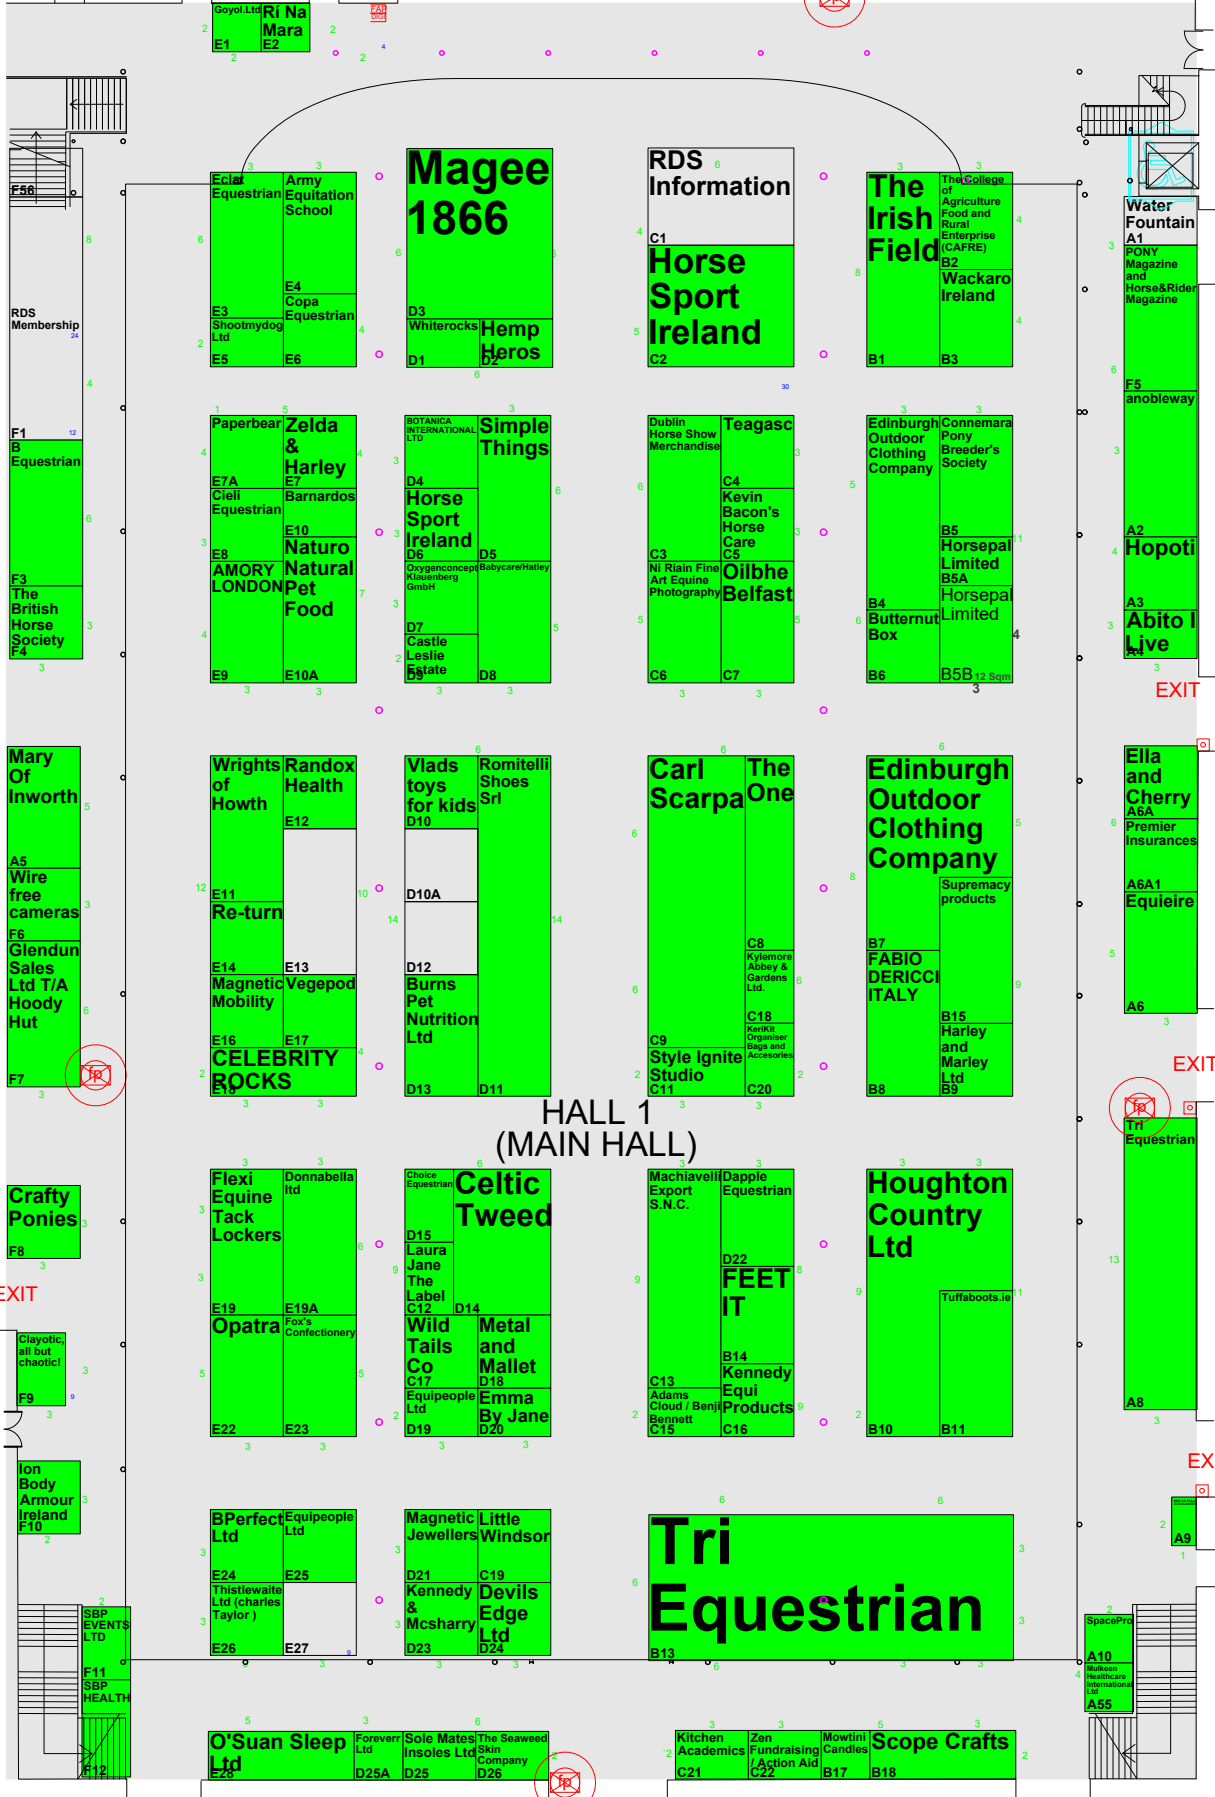 Goyol.Ltd
E1
Rí Na
Mara
E2
FAP
DIGI
F56
RDS
Membership
F1
B
Equestrian
F3
The
British
Horse
Society
F4
Eclat
Equestrian
E3
Army
Equitation
School
E4
Shootmydog
Ltd
E5
Copa
Equestrian
E6
Magee
1866
D3
Whiterocks
D1
Hemp
Heros
D2
RDS
Information
C1
Horse
Sport
Ireland
C2
The
Irish
Field
B1
The College
of
Agriculture
Food and
Rural
Enterprise
(CAFRE)
B2
Wackaro
Ireland
B3
Water
Fountain
A1
PONY
Magazine
and
Horse&Rider
Magazine
F5
anobleway
A2
Hopoti
A3
Abito I
Live
A4
EXIT
Paperbear
E7A
Zelda
&
Harley
E7
Cieli
Equestrian
E8
Barnardos
E10
AMORY
LONDON
E9
Naturo
Natural
Pet
Food
E10A
BOTANICA
INTERNATIONAL
LTD
D4
Simple
Things
D5
Horse
Sport
Ireland
D6
Oxygenconcept
Klauenberg
GmbH
D7
Babycare/Hatley
D8
Castle
Leslie
Estate
D9
Dublin
Horse Show
Merchandise
C3
Teagasc
C4
Kevin
Bacon's
Horse
Care
C5
Ni Riain Fine
Art Equine
Photography
C6
Oilbhe
Belfast
C7
Edinburgh
Outdoor
Clothing
Company
B4
Connemara
Pony
Breeder's
Society
B5
Horsepal
Limited
B5A
Butternut
Box
B6
Horsepal
Limited
B5B 12 Sqm
4
3
Mary
Of
Inworth
A5
Wire
free
cameras
F6
Glendun
Sales
Ltd T/A
Hoody
Hut
F7
fp
Wrights
of
Howth
E11
Randox
Health
E12
Re-turn
E14
E13
Magnetic
Mobility
E16
Vegepod
E17
CELEBRITY
ROCKS
E18
Vlads
toys
for kids
D10
D10A
D12
Burns
Pet
Nutrition
Ltd
D13
Romitelli
Shoes
Srl
D11
Carl
Scarpa
C9
The
One
C8
Kylemore
Abbey &
Gardens
Ltd.
C18
Style Ignite
Studio
C11
KeriKit
Organiser
Bags and
Accesories
C20
Edinburgh
Outdoor
Clothing
Company
B7
Supremacy
products
B15
FABIO
DERICCI
ITALY
B8
Harley
and
Marley
Ltd
B9
Ella
and
Cherry
A6A
Premier
Insurances
A6A1
Equieire
A6
EXIT
fp
HALL 1
(MAIN HALL)
Crafty
Ponies
F8
EXIT
Clayotic,
all but
chaotic!
F9
Ion
Body
Armour
Ireland
F10
Flexi
Equine
Tack
Lockers
E19
Donnabella
ltd
E19A
Opatra
E22
Fox's
Confectionery
E23
Choice
Equestrian
D15
Celtic
Tweed
D14
Laura
Jane
The
Label
C12
Wild
Tails
Co
C17
Metal
and
Mallet
D18
Equipeople
Ltd
D19
Emma
By Jane
D20
Machiavelli
Export
S.N.C.
C13
Dapple
Equestrian
D22
FEET
IT
B14
Adams
Cloud / Benji
Bennett
C15
Kennedy
Equi
Products
C16
Houghton
Country
Ltd
B10
Tuffaboots.ie
B11
Tri
Equestrian
A8
EX
A9
BPerfect
Ltd
E24
Equipeople
Ltd
E25
Thistlewaite
Ltd (charles
Taylor )
E26
E27
Magnetic
Jewellers
D21
Little
Windsor
C19
Kennedy
&
Mcsharry
D23
Devils
Edge
Ltd
D24
Tri
Equestrian
B13
SBP
EVENTS
LTD
F11
SBP
HEALTH
F12
SpacePro
A10
Mulkeen
Healthcare
International
Ltd
A55
O'Suan Sleep
Ltd
E28
Foreverr
Ltd
D25A
Sole Mates
Insoles Ltd
D25
The Seaweed
Skin
Company
D26
fp
Kitchen
Academics
C21
Zen
Fundraising
/ Action Aid
C22
Mowtini
Candles
B17
Scope Crafts
B18